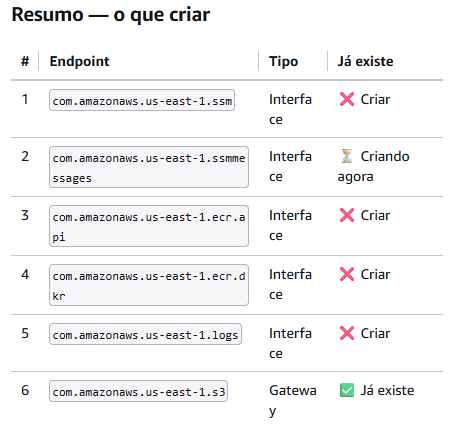 Resumo — o que criar
# Endpoint Tipo Já existe
1 com.amazonaws.us-east-1.ssm Interfa ❌ Criar
ce
2 com.amazonaws.us-east-1.ssmme Interfa ⏳ Criando
ssages ce agora
3 com.amazonaws.us-east-1.ecr.a Interfa ❌ Criar
pi ce
4 com.amazonaws.us-east-1.ecr.d Interfa ❌ Criar
kr ce
5 com.amazonaws.us-east-1.logs Interfa ❌ Criar
ce
6 com.amazonaws.us-east-1.s3 Gatewa ✅ Já existe
y